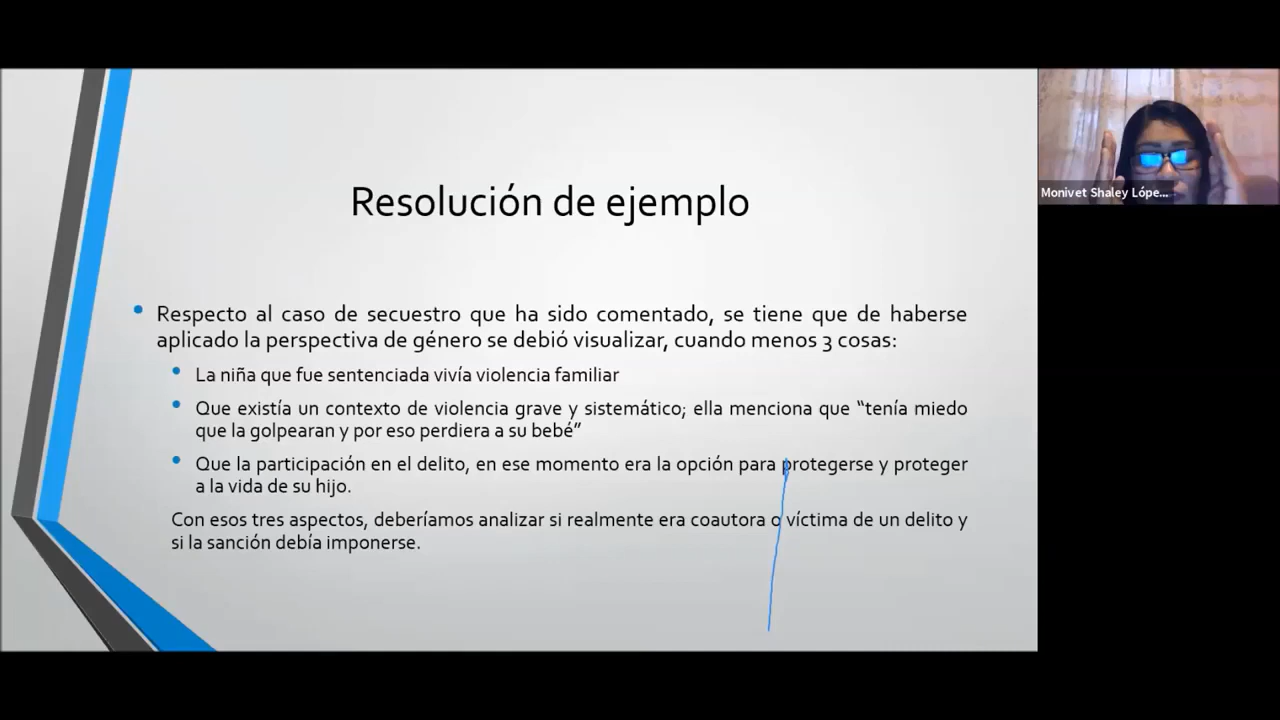 Resolución de ejemplo
Respecto al caso de secuestro que ha sido comentado, se tiene que de haberse
aplicado la perspectiva de género se debió visualizar, cuando menos 3 cosas:
La niña que fue sentenciada vivía violencia familiar
Que existía un contexto de violencia grave y sistemático; ella menciona que “tenía miedo
que la golpearan y por eso perdiera a su bebé”
Que la participación en el delito, en ese momento era la opción para protegerse y proteger
a la vida de su hijo.
Con esos tres aspectos, deberíamos analizar si realmente era coautora o víctima de un delito y
si la sanción debía imponerse.
Monivet Shaley Lópe...